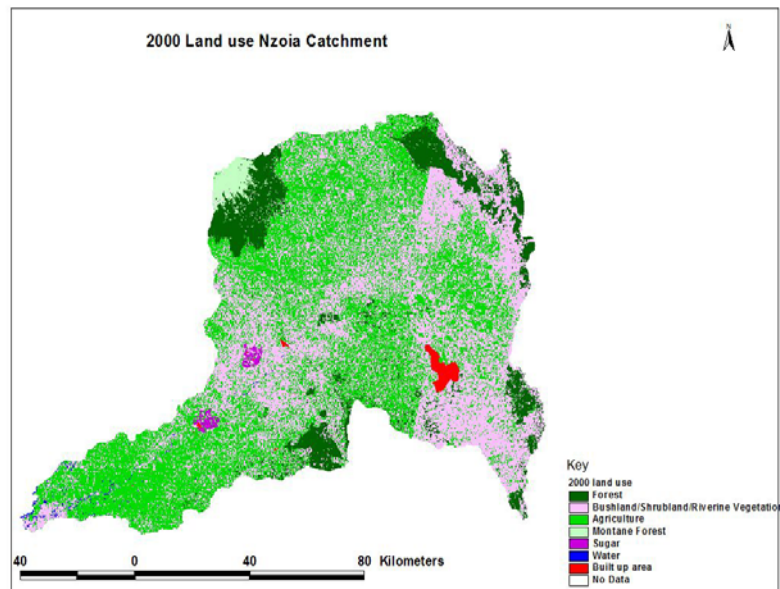 2000 Land use Nzoia Catchment
N
Key
2000 land use
Forest
Bushland/Shrubland/Riverine Vegetation
Agriculture
Montane Forest
Sugar
Water
Built up area
No Data
40 0 40 80 Kilometers